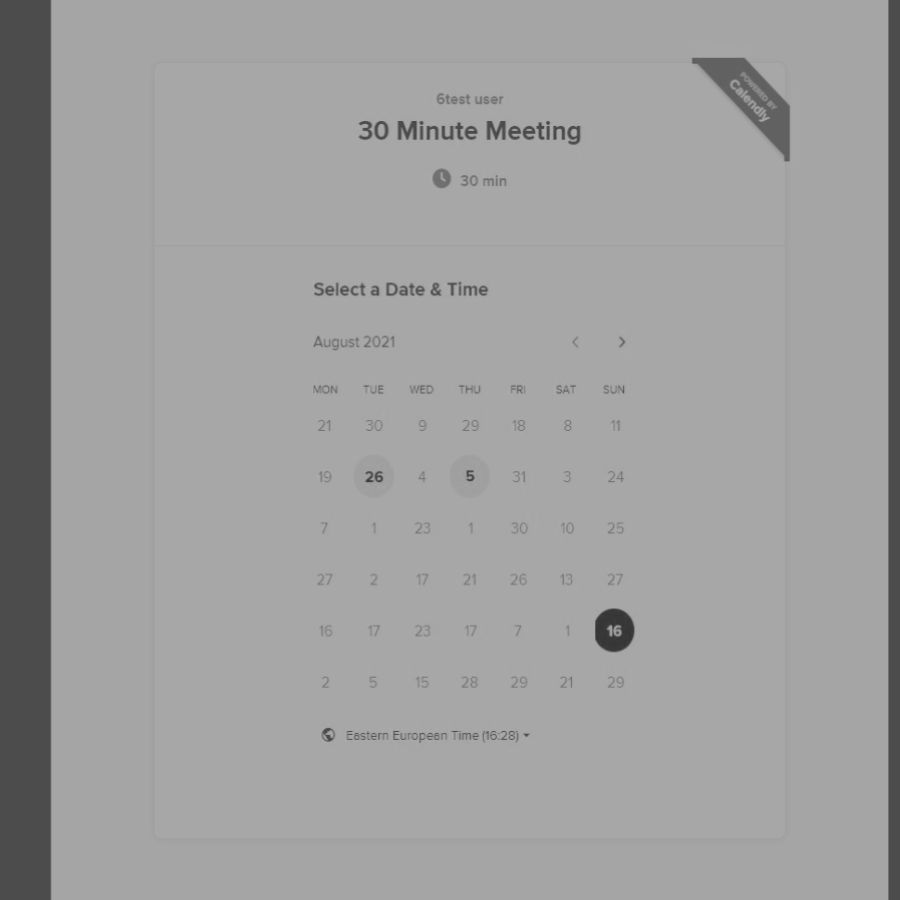 POWERED BY
Calendly
6test user
30 Minute Meeting
30 min
Select a Date & Time
August 2021
MON TUE WED THU FRI SAT SUN
21 30 9 29 18 8 11
19 26 4 5 31 3 24
7 1 23 1 30 10 25
27 2 17 21 26 13 27
16 17 23 17 7 1 16
2 5 15 28 29 21 29
Eastern European Time (16:28)